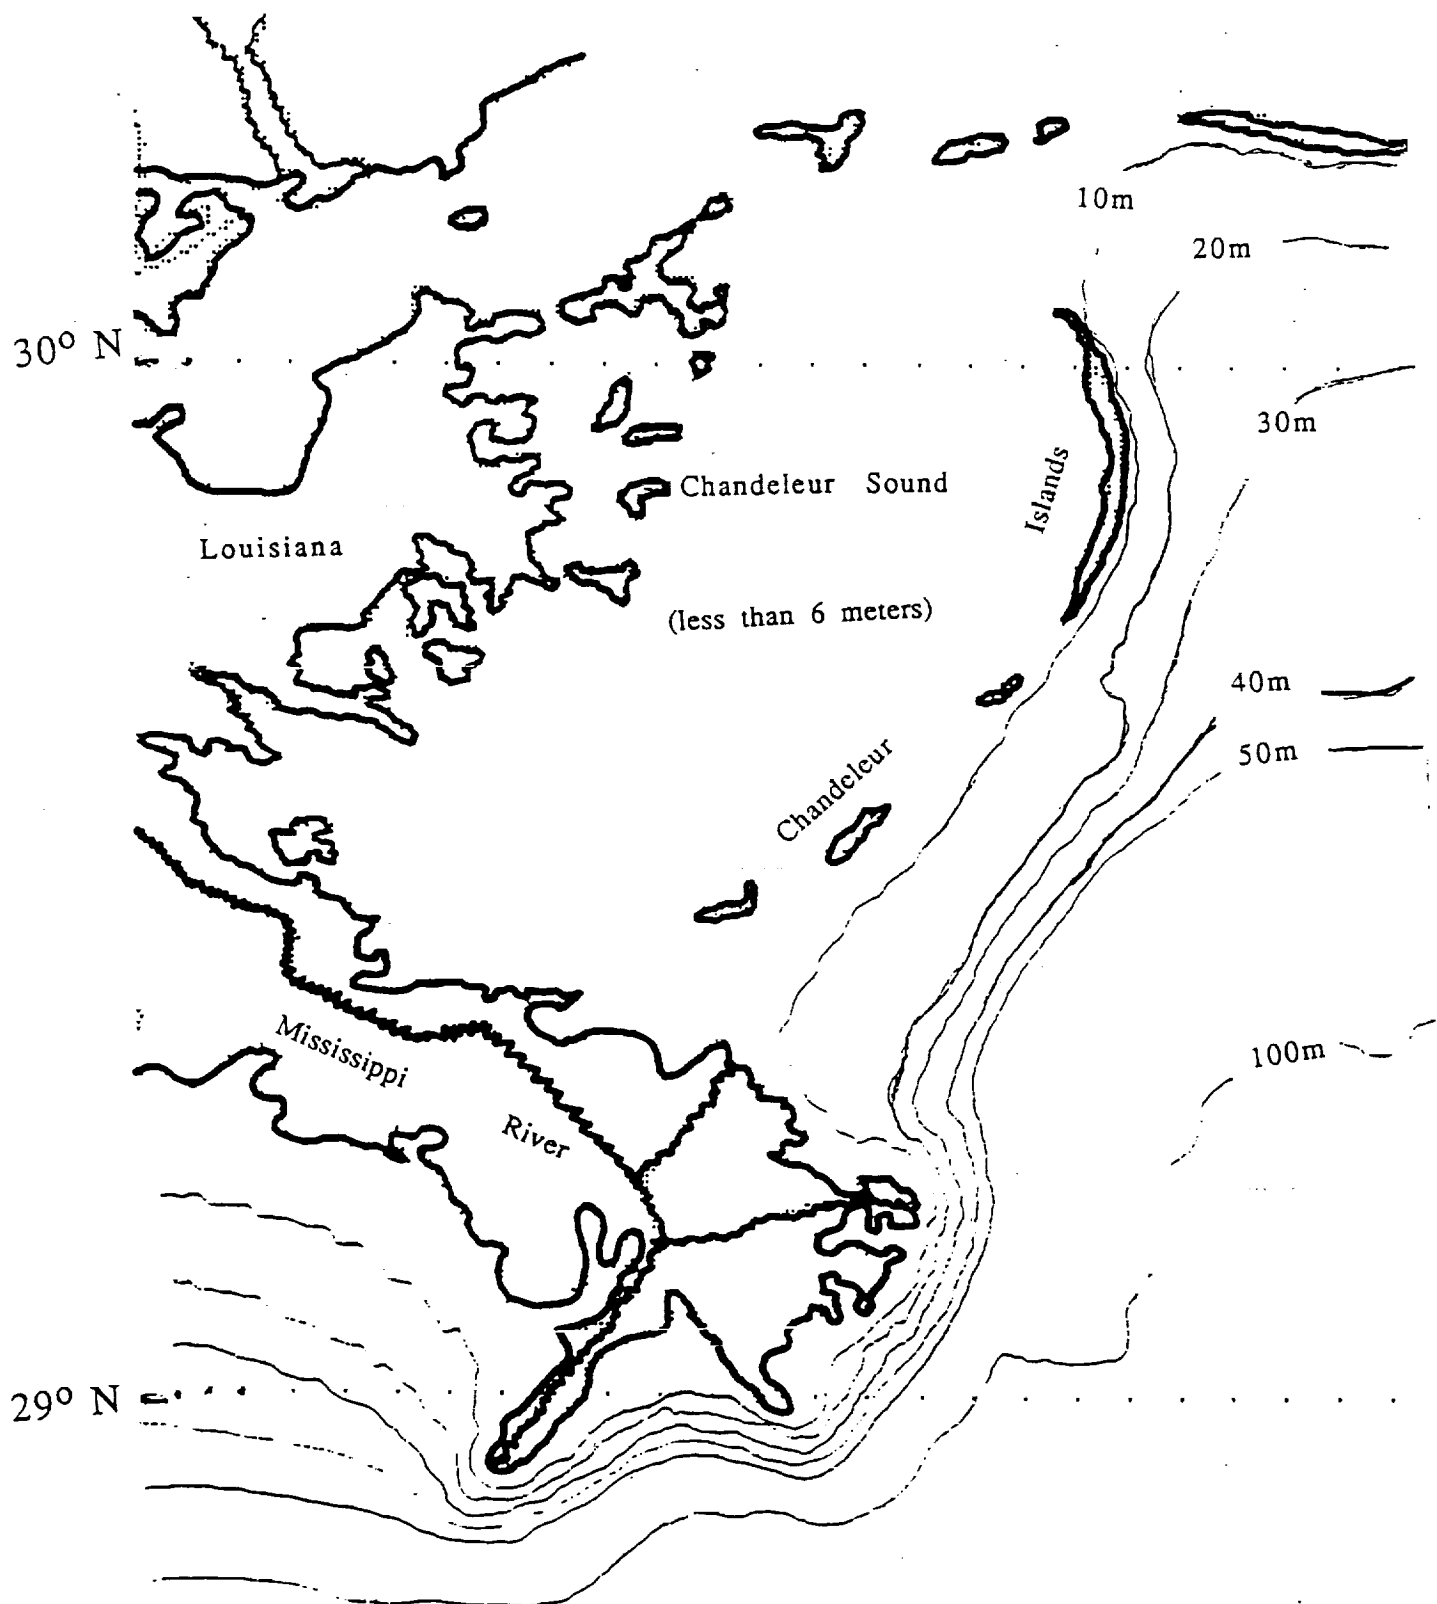 10m
20m
30° N
30m
Islands
Chandeleur Sound
Louisiana
(less than 6 meters)
40m
50m
Chandeleur
Mississippi
River
100m
29° N